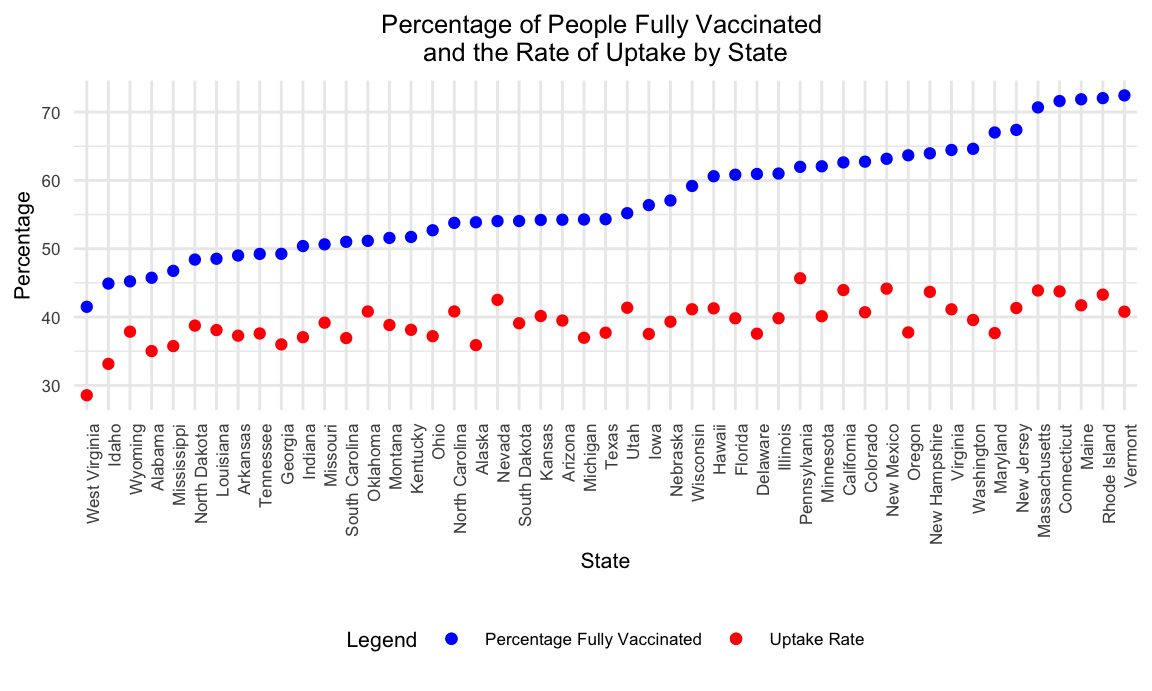 Percentage of People Fully Vaccinated
and the Rate of Uptake by State
Percentage
70
60
50
40
30
West Virginia
Idaho
Wyoming
Alabama
Mississippi
North Dakota
Louisiana
Arkansas
Tennessee
Georgia
Indiana
Missouri
South Carolina
Oklahoma
Montana
Kentucky
Ohio
North Carolina
Alaska
Nevada
South Dakota
Kansas
Arizona
Michigan
Texas
Utah
Iowa
Nebraska
Wisconsin
Hawaii
Florida
Delaware
Illinois
Pennsylvania
Minnesota
California
Colorado
New Mexico
Oregon
New Hampshire
Virginia
Washington
Maryland
New Jersey
Massachusetts
Connecticut
Maine
Rhode Island
Vermont
State
Legend
Percentage Fully Vaccinated
Uptake Rate